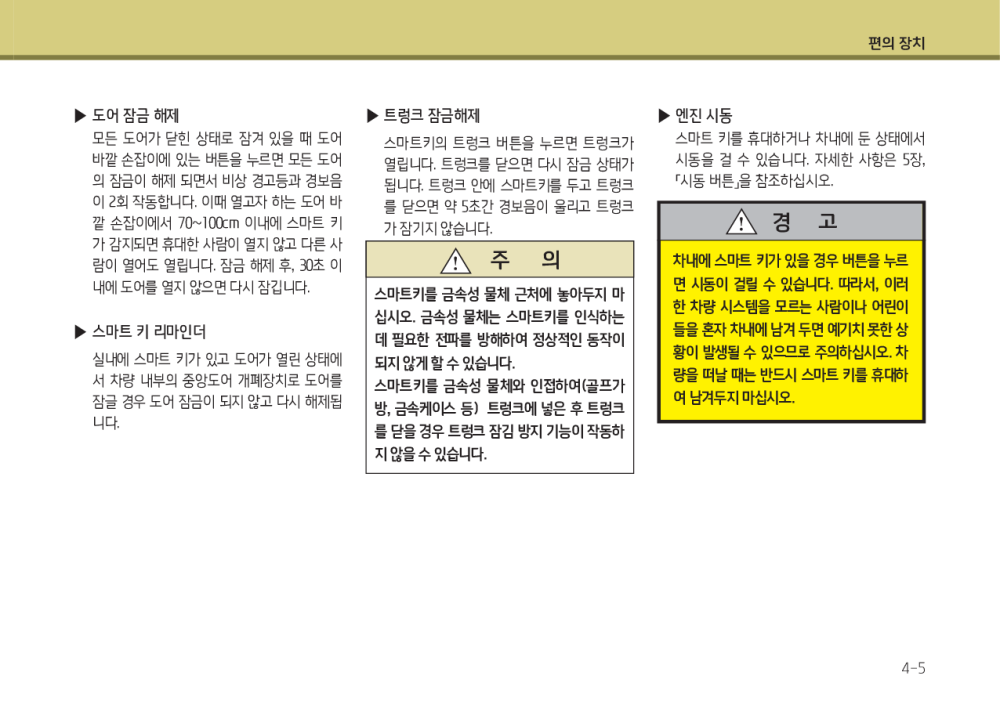 편의 장치
▶ 도어 잠금 해제
모든 도어가 닫힌 상태로 잠겨 있을 때 도어
바깥 손잡이에 있는 버튼을 누르면 모든 도어
의 잠금이 해제 되면서 비상 경고등과 경보음
이 2회 작동합니다. 이때 열고자 하는 도어 바
깥 손잡이에서 70~100cm 이내에 스마트 키
가 감지되면 휴대한 사람이 열지 않고 다른 사
람이 열어도 열립니다. 잠금 해제 후, 30초 이
내에 도어를 열지 않으면 다시 잠깁니다.
▶ 스마트 키 리마인더
실내에 스마트 키가 있고 도어가 열린 상태에
서 차량 내부의 중앙도어 개폐장치로 도어를
잠글 경우 도어 잠금이 되지 않고 다시 해제됩
니다.
▶ 트렁크 잠금해제
스마트키의 트렁크 버튼을 누르면 트렁크가
열립니다. 트렁크를 닫으면 다시 잠금 상태가
됩니다. 트렁크 안에 스마트키를 두고 트렁크
를 닫으면 약 5초간 경보음이 울리고 트렁크
가 잠기지 않습니다.
주 의
스마트키를 금속성 물체 근처에 놓아두지 마
십시오. 금속성 물체는 스마트키를 인식하는
데 필요한 전파를 방해하여 정상적인 동작이
되지 않게 할 수 있습니다.
스마트키를 금속성 물체와 인접하여(골프가
방, 금속케이스 등) 트렁크에 넣은 후 트렁크
를 닫을 경우 트렁크 잠김 방지 기능이 작동하
지 않을 수 있습니다.
▶ 엔진 시동
스마트 키를 휴대하거나 차내에 둔 상태에서
시동을 걸 수 있습니다. 자세한 사항은 5장,
「시동 버튼」을 참조하십시오.
경 고
차내에 스마트 키가 있을 경우 버튼을 누르
면 시동이 걸릴 수 있습니다. 따라서, 이러
한 차량 시스템을 모르는 사람이나 어린이
들을 혼자 차내에 남겨 두면 예기치 못한 상
황이 발생될 수 있으므로 주의하십시오. 차
량을 떠날 때는 반드시 스마트 키를 휴대하
여 남겨두지 마십시오.
4-5